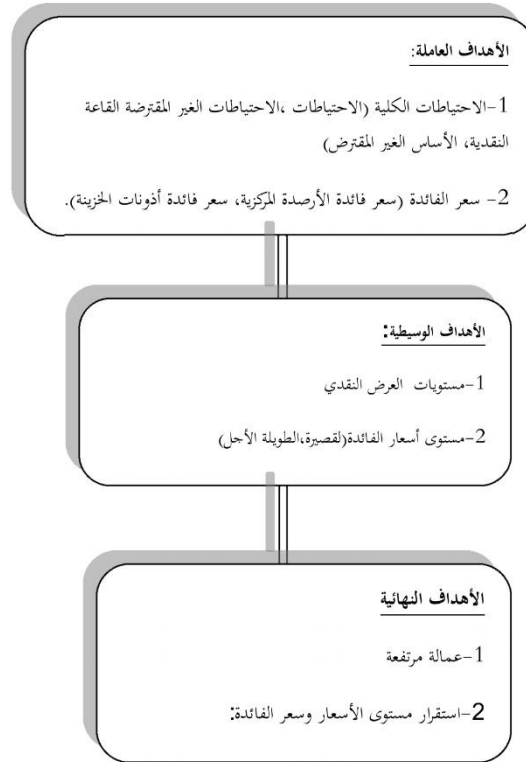 الأهداف العاملة:
1-الاحتياطات الكلية (الاحتياطات ،الاحتياطات الغير المقترضة القاعة
النقدية، الأساس الغير المقترض)
2- سعر الفائدة (سعر فائدة الأرصدة المركزية، سعر فائدة أذونات الخزينة).
الأهداف الوسيطية:
1-مستويات العرض النقدي
2-مستوى أسعار الفائدة(لقصيرة،الطويلة الأجل)
الأهداف النهائية
1-عمالة مرتفعة
2-استقرار مستوى الأسعار وسعر الفائدة: